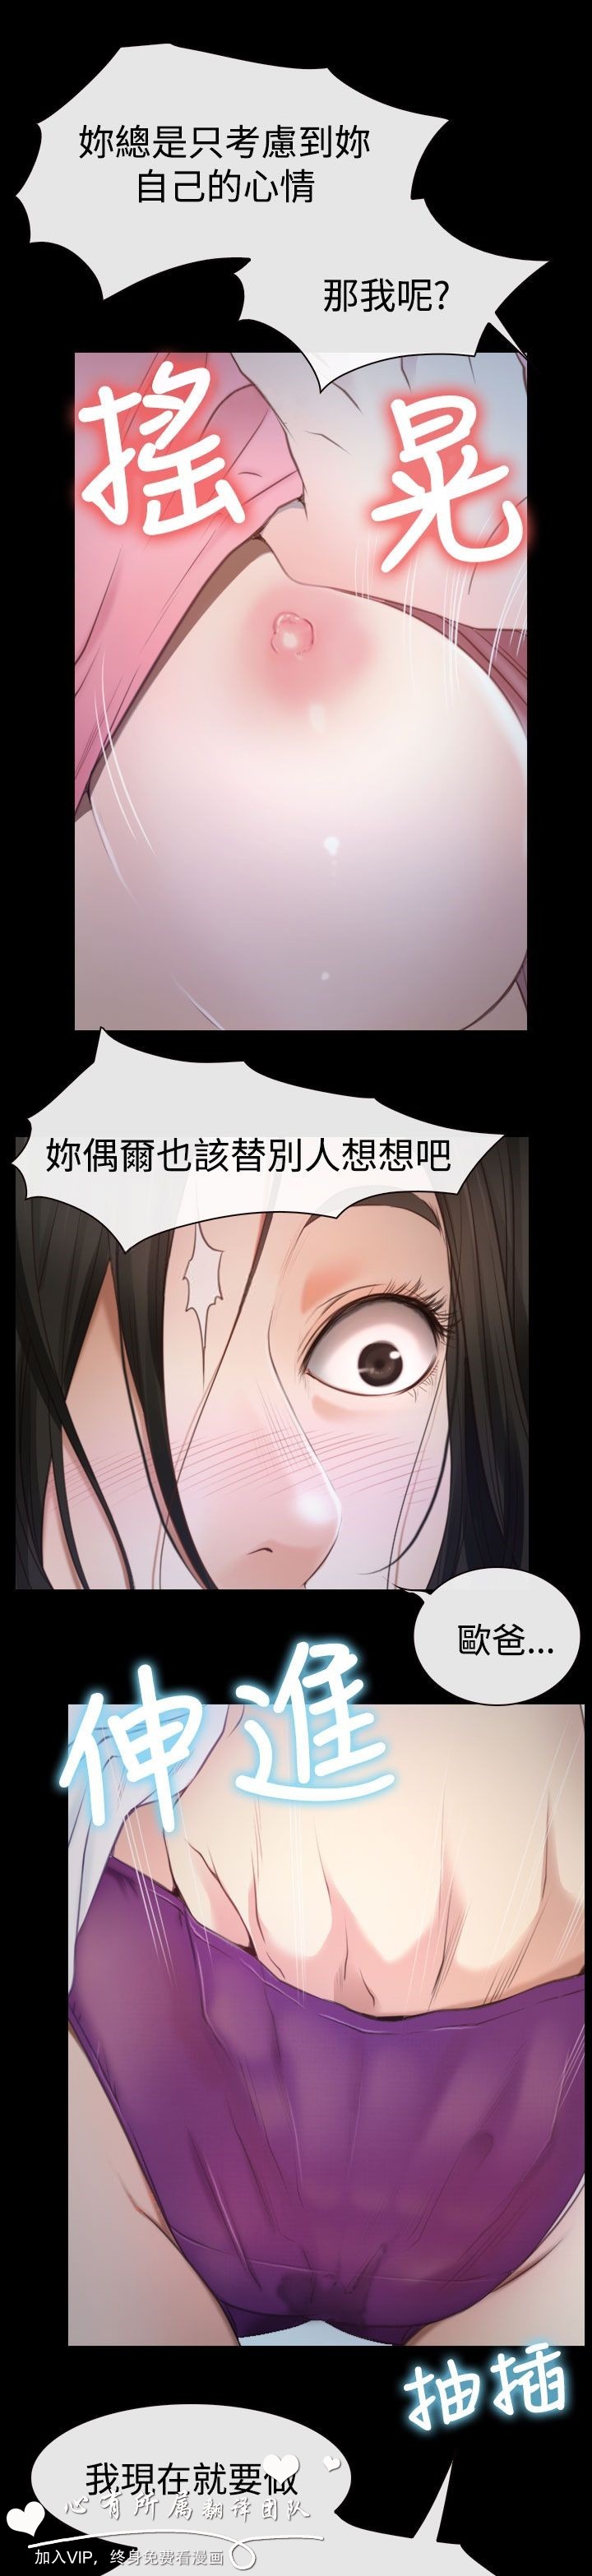 妳總是只考慮到妳
自己的心情
那我呢?
搖晃
妳偶爾也該替別人想想吧
歐爸...
伸進
抽插
我現在就要做
心有所属翻译团队
加入VIP，终身免费看漫画